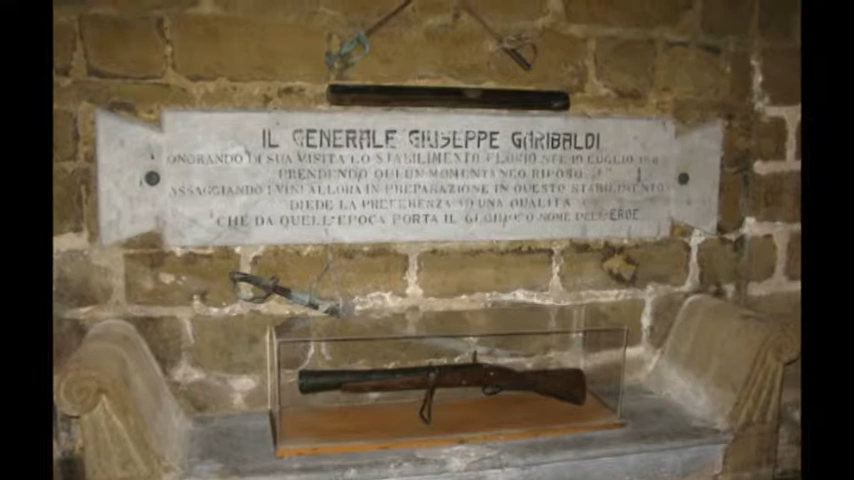 IL GENERALE GIUSEPPE GARIBALDI
ONORANDO DI SUA VISITA LO STABILIMENTO FLORIO NEL 19 LUGLIO
PRENDENDO QUI UN MOMENTANEO RIPOSO
ASSAGGIANDO I VINI ALLORA IN PREPARAZIONE IN QUESTO STABILIMENTO
DIEDE LA PREFERENZA AD UNA QUALITA
CHE DA QUELL'EPOCA PORTA IL NOME DELL'EROE